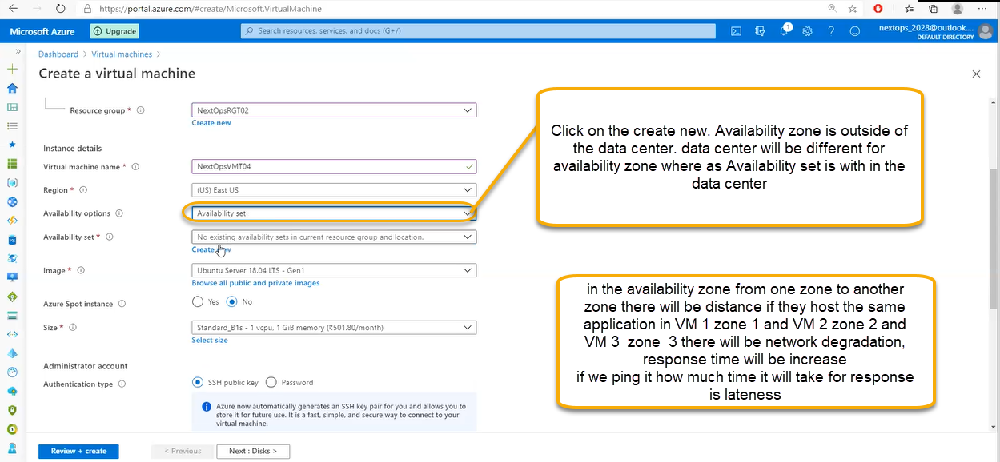 https://portal.azure.com/#create/Microsoft.VirtualMachine
Microsoft Azure
Upgrade
Search resources, services, and docs (G+/)
1
nextops_2028@outlook....
DEFAULT DIRECTORY
Dashboard > Virtual machines >
Create a virtual machine
Resource group *
NextOpsRGT02
Create new
Instance details
Virtual machine name *
NextOpsVMT04
Region *
(US) East US
Availability options
Availability set
Availability set *
No existing availability sets in current resource group and location.
Create new
Image *
Ubuntu Server 18.04 LTS - Gen1
Browse all public and private images
Azure Spot instance
Yes
No
Size *
Standard_B1s - 1 vcpu, 1 GiB memory (₹501.80/month)
Select size
Administrator account
Authentication type
SSH public key
Password
Azure now automatically generates an SSH key pair for you and allows you to
store it for future use. It is a fast, simple, and secure way to connect to your
virtual machine.
Review + create
< Previous
Next : Disks >
Click on the create new. Availability zone is outside of
the data center. data center will be different for
availability zone where as Availability set is with in the
data center
in the availability zone from one zone to another
zone there will be distance if they host the same
application in VM 1 zone 1 and VM 2 zone 2 and
VM 3 zone 3 there will be network degradation,
response time will be increase
if we ping it how much time it will take for response
is lateness